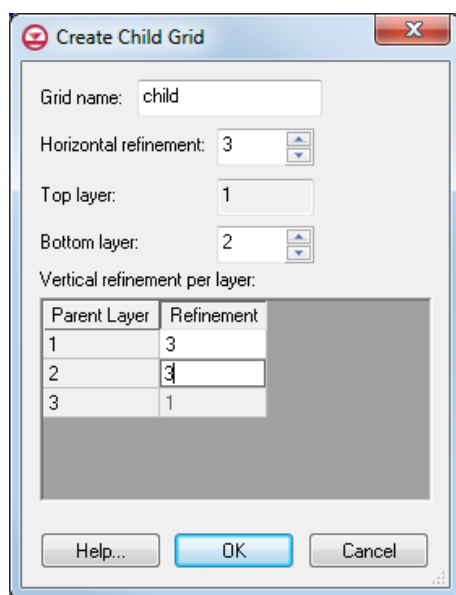 Create Child Grid
Grid name: child
Horizontal refinement: 3
Top layer: 1
Bottom layer: 2
Vertical refinement per layer:
Parent Layer Refinement
1 3
2 3
3 1
Help... OK Cancel